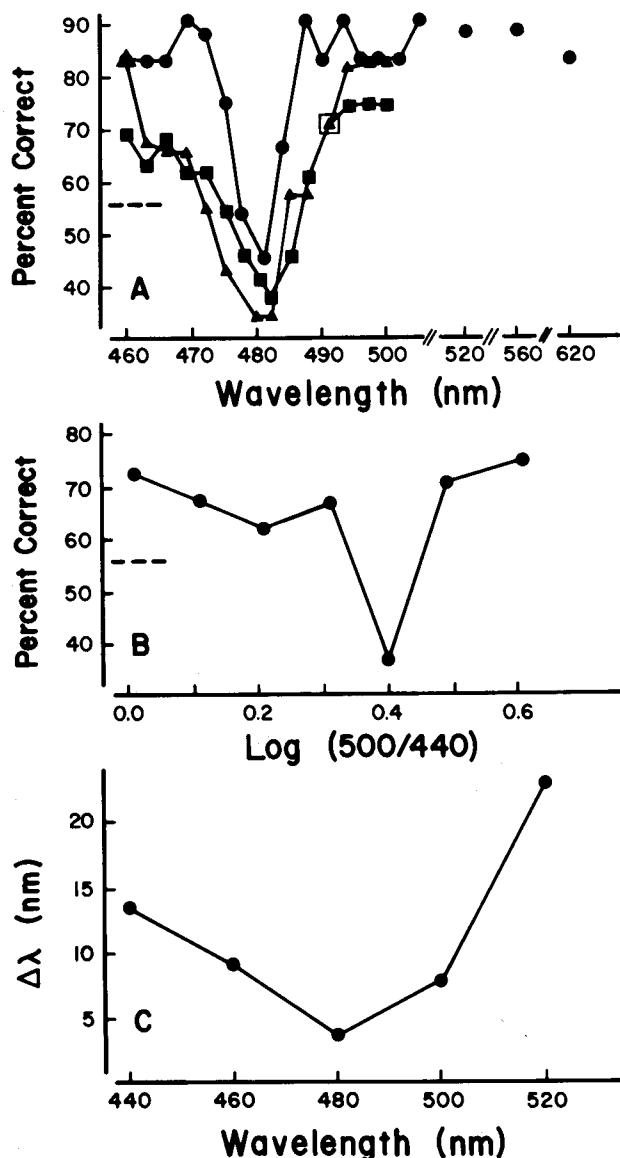 90
80
70
60
50
40
Percent Correct
A
460 470 480 490 500 520 560 620
Wavelength (nm)
80
70
60
50
40
Percent Correct
B
0.0 0.2 0.4 0.6
Log (500/440)
20
15
10
5
Δλ (nm)
C
440 460 480 500 520
Wavelength (nm)